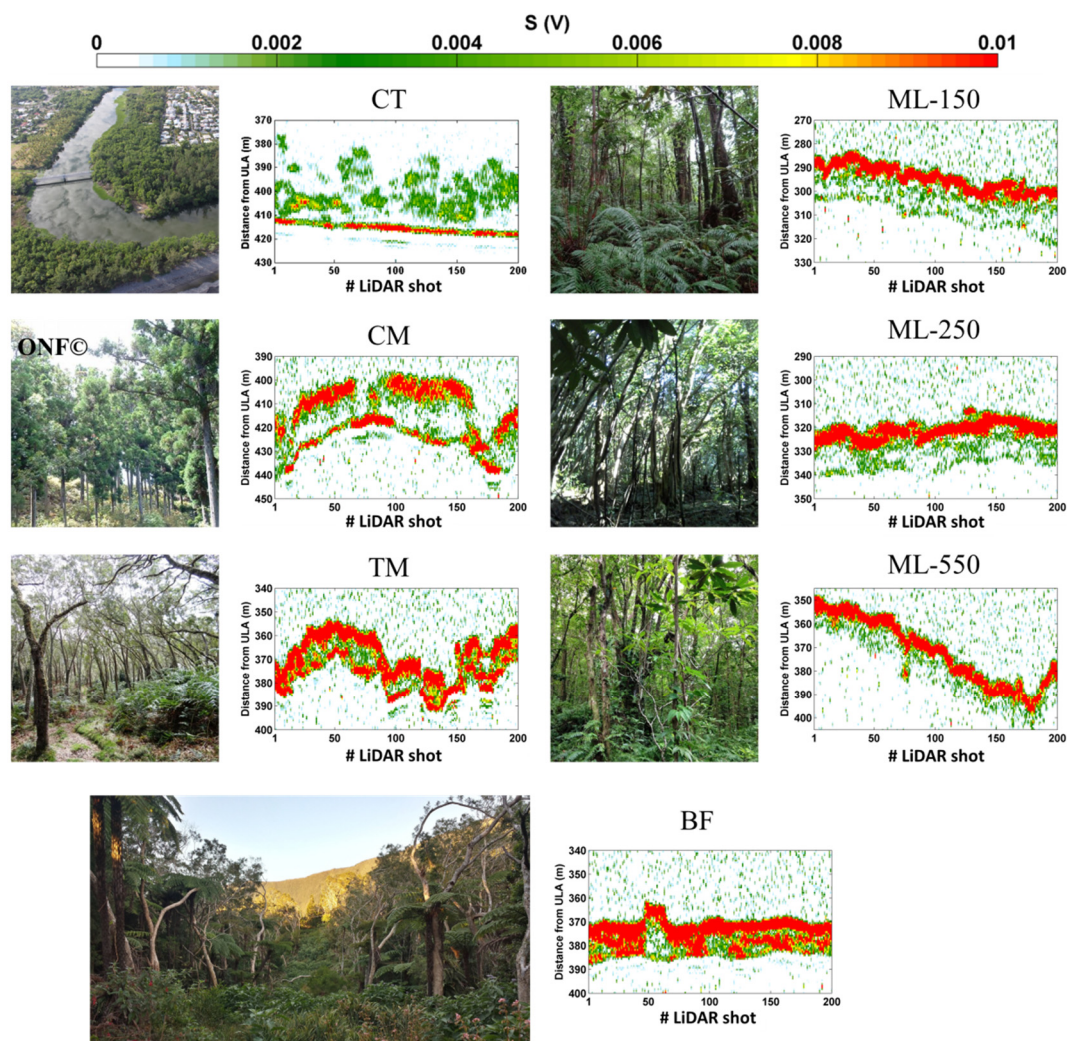 S (V)
0 0.002 0.004 0.006 0.008 0.01
CT
Distance from ULA (m)
370
380
390
400
410
420
430
1 50 100 150 200
# LiDAR shot
ML-150
Distance from ULA (m)
270
280
290
300
310
320
330
1 50 100 150 200
# LiDAR shot
ONF©
CM
Distance from ULA (m)
390
400
410
420
430
440
450
1 50 100 150 200
# LiDAR shot
ML-250
Distance from ULA (m)
290
300
310
320
330
340
350
1 50 100 150 200
# LiDAR shot
TM
Distance from ULA (m)
350
360
370
380
390
400
1 50 100 150 200
# LiDAR shot
ML-550
Distance from ULA (m)
350
360
370
380
390
400
1 50 100 150 200
# LiDAR shot
BF
Distance from ULA (m)
340
350
360
370
380
390
400
1 50 100 150 200
# LiDAR shot